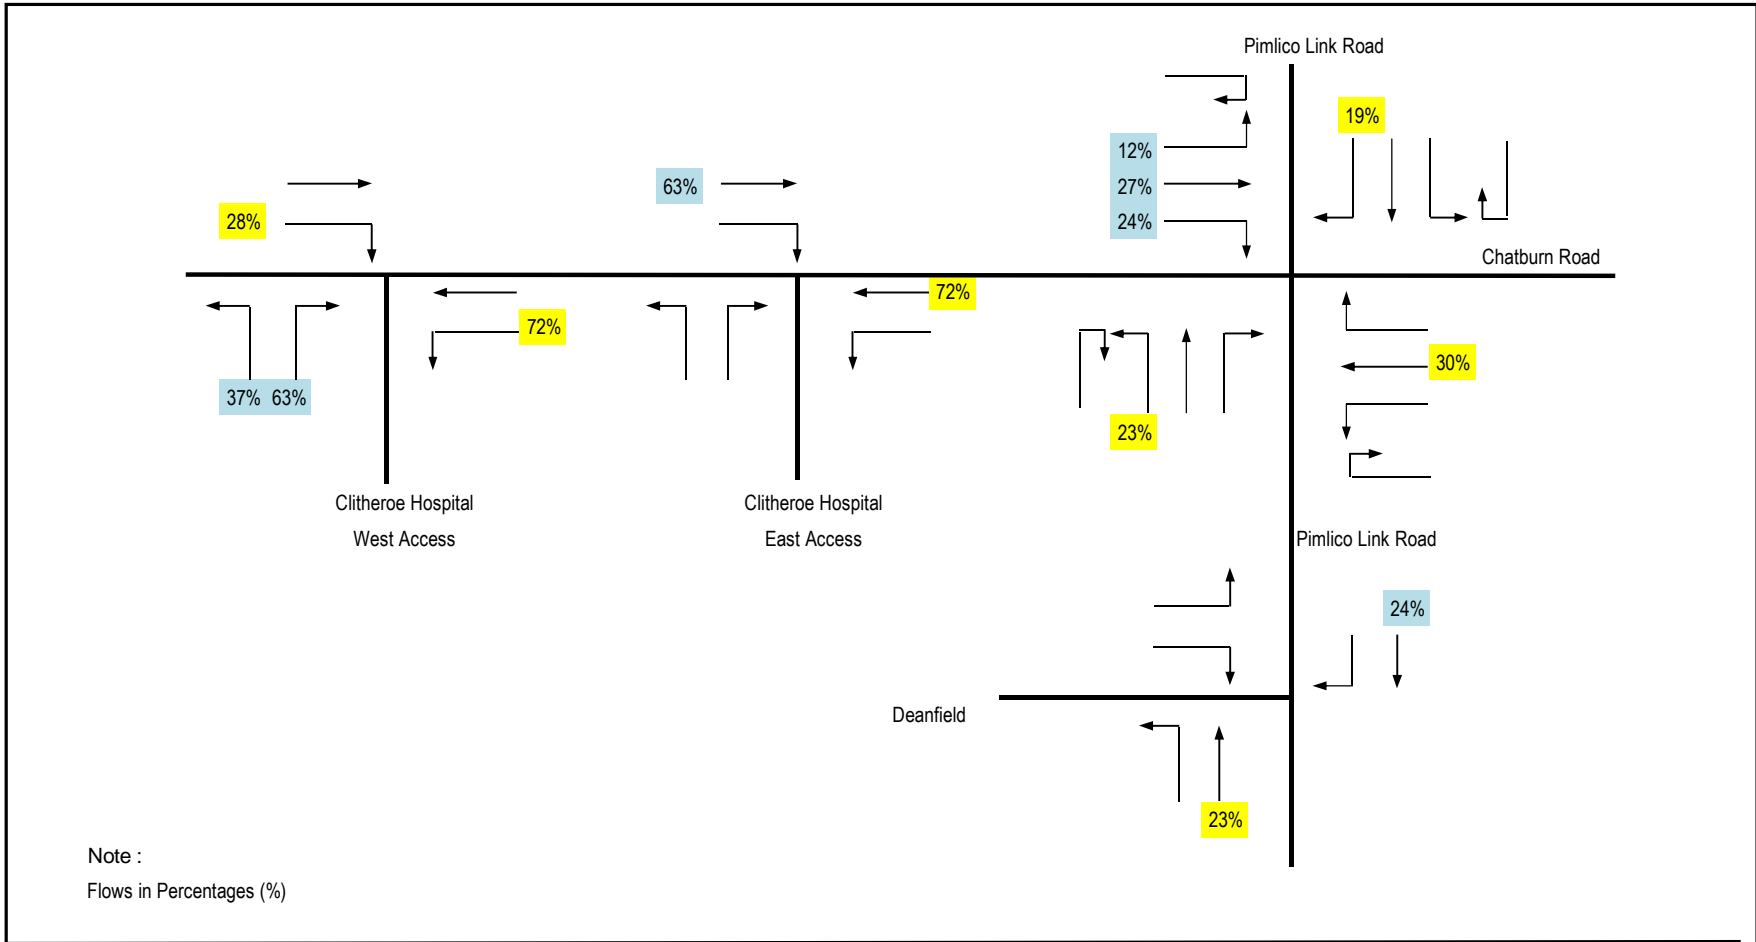 Pimlico Link Road
19%
12%
63%
27%
28%
24%
Chatburn Road
72%
72%
30%
37% 63%
23%
Clitheroe Hospital
West Access
Clitheroe Hospital
East Access
Pimlico Link Road
24%
Deanfield
23%
Note :
Flows in Percentages (%)